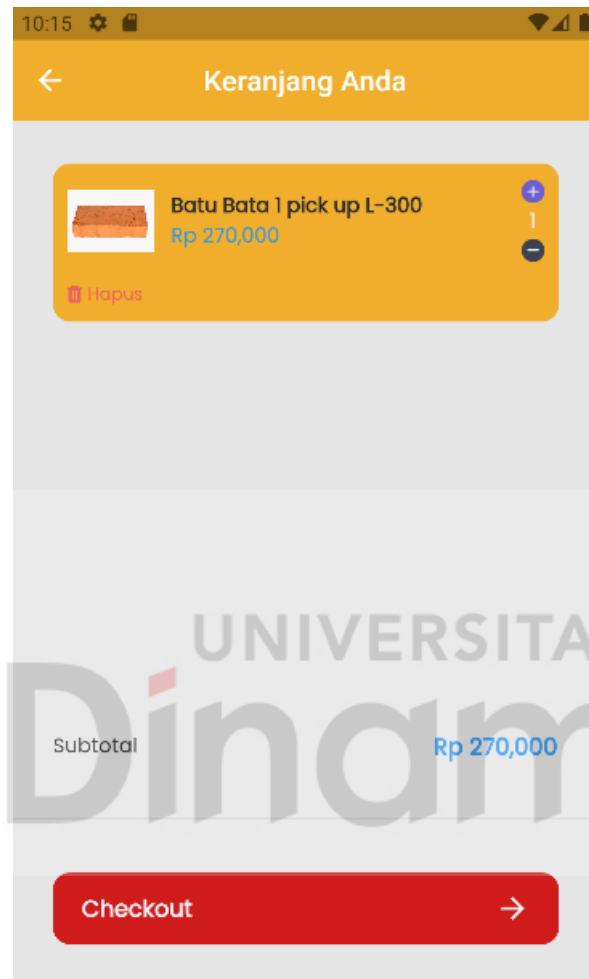 10:15
Keranjang Anda
Batu Bata 1 pick up L-300
Rp 270,000
1
Hapus
UNIVERSITA
Dinam
Subtotal
Rp 270,000
Checkout